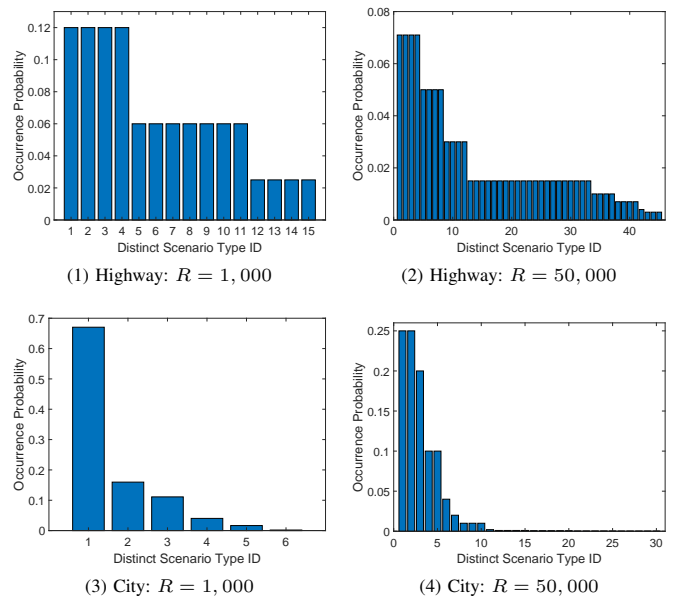 0.12
0.1
0.08
0.06
0.04
0.02
0
Occurrence Probability
1 2 3 4 5 6 7 8 9 10 11 12 13 14 15
Distinct Scenario Type ID
(1) Highway: R = 1,000
0.08
0.06
0.04
0.02
0
Occurrence Probability
0 10 20 30 40
Distinct Scenario Type ID
(2) Highway: R = 50,000
0.7
0.6
0.5
0.4
0.3
0.2
0.1
0
Occurrence Probability
1 2 3 4 5 6
Distinct Scenario Type ID
(3) City: R = 1,000
0.25
0.2
0.15
0.1
0.05
0
Occurrence Probability
0 5 10 15 20 25 30
Distinct Scenario Type ID
(4) City: R = 50,000